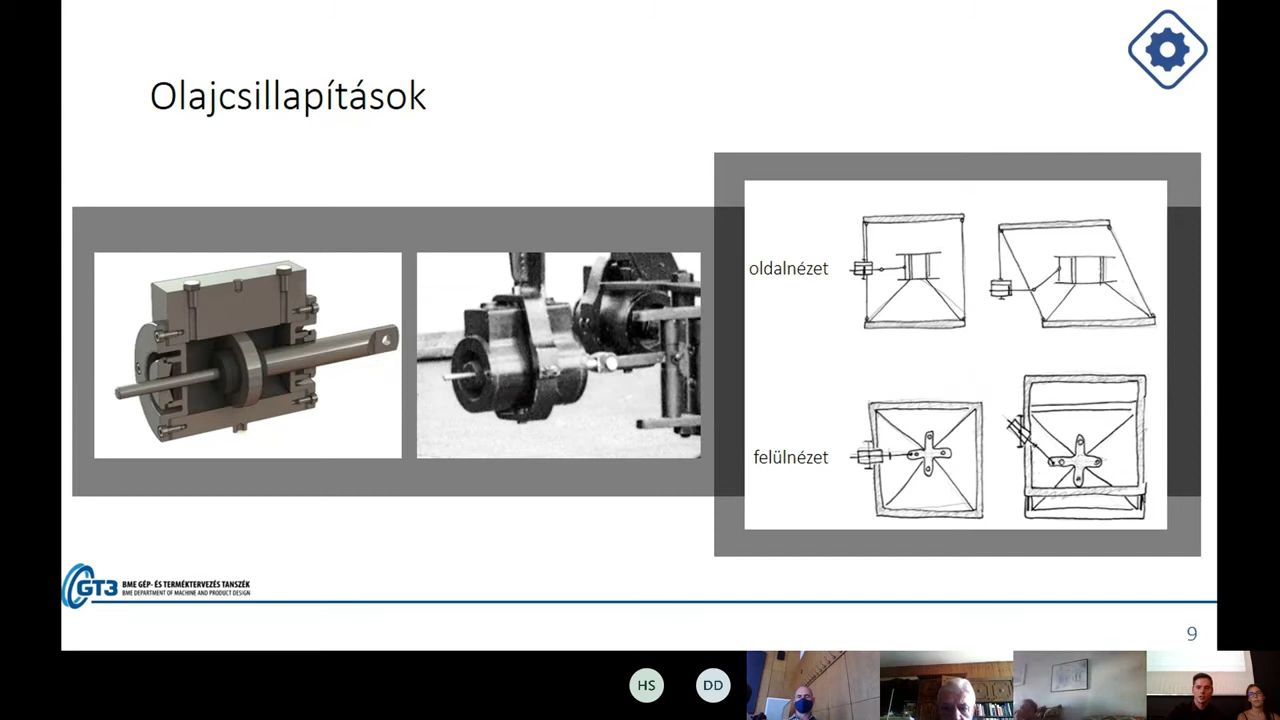 Olajcsillapítások
oldalnézet
felülnézet
GT3 BME GÉP- ÉS TERMÉKTERVEZÉS TANSZÉK
BME DEPARTMENT OF MACHINE AND PRODUCT DESIGN
9
HS DD